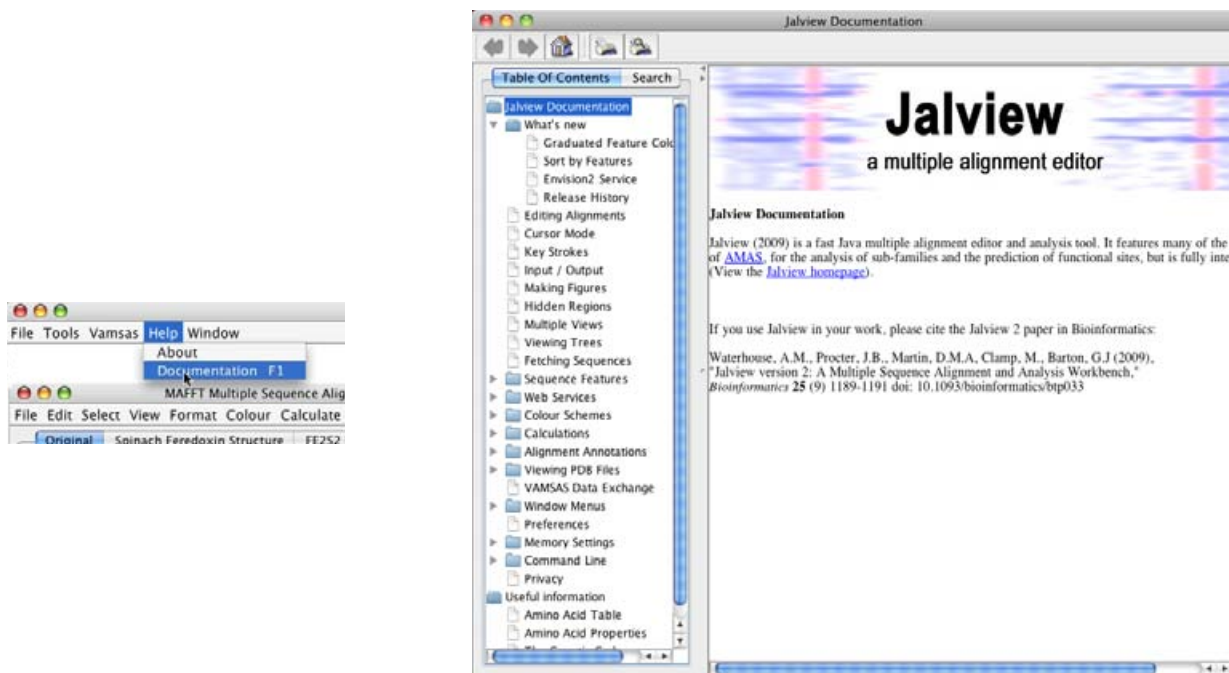 File Tools Vamsas Help Window
About
Documentation F1
MAFFT Multiple Sequence Alig
File Edit Select View Format Colour Calculate
Original Spinach Feredoxin Structure FE2S2
Jalview Documentation
Table Of Contents Search
Jalview Documentation
What's new
Graduated Feature Colo
Sort by Features
Envision2 Service
Release History
Editing Alignments
Cursor Mode
Key Strokes
Input / Output
Making Figures
Hidden Regions
Multiple Views
Viewing Trees
Fetching Sequences
Sequence Features
Web Services
Colour Schemes
Calculations
Alignment Annotations
Viewing PDB Files
VAMSAS Data Exchange
Window Menus
Preferences
Memory Settings
Command Line
Privacy
Useful information
Amino Acid Table
Amino Acid Properties
Jalview
a multiple alignment editor
Jalview Documentation
Jalview (2009) is a fast Java multiple alignment editor and analysis tool. It features many of the
of AMAS, for the analysis of sub-families and the prediction of functional sites, but is fully inte
(View the Jalview homepage).
If you use Jalview in your work, please cite the Jalview 2 paper in Bioinformatics:
Waterhouse, A.M., Procter, J.B., Martin, D.M.A, Clamp, M., Barton, G.J (2009),
"Jalview version 2: A Multiple Sequence Alignment and Analysis Workbench,"
Bioinformatics 25 (9) 1189-1191 doi: 10.1093/bioinformatics/btp033